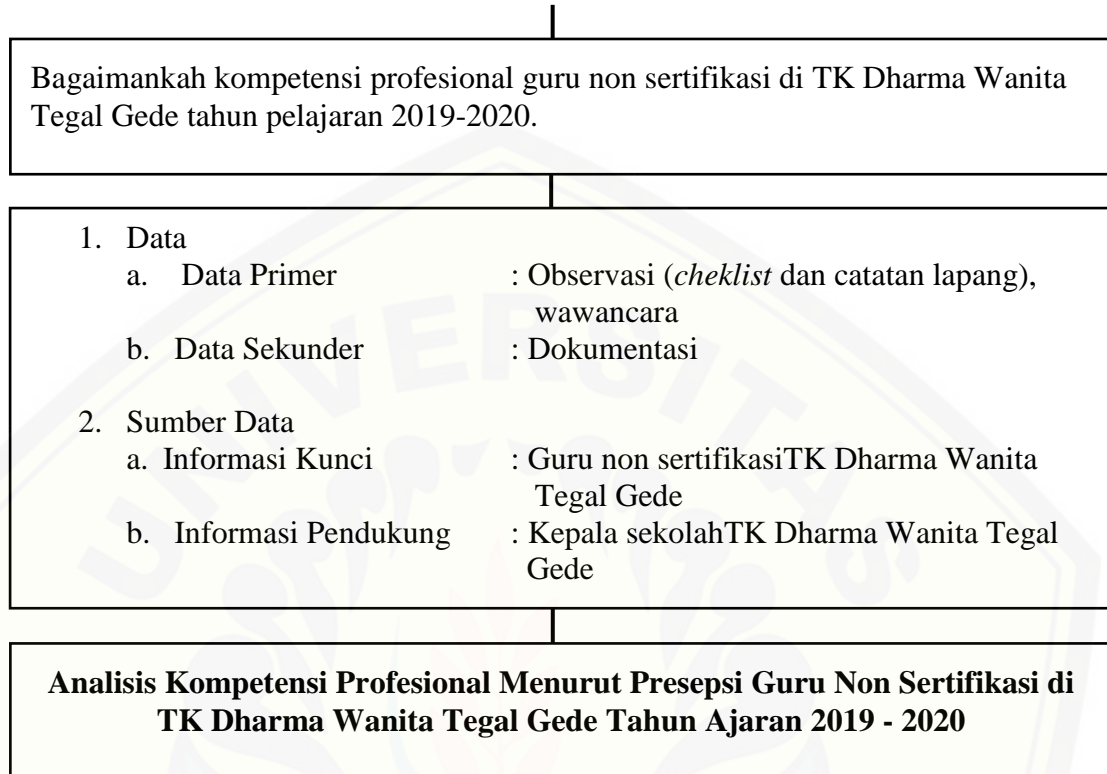 Bagaimankah kompetensi profesional guru non sertifikasi di TK Dharma Wanita
Tegal Gede tahun pelajaran 2019-2020.
1. Data
a. Data Primer : Observasi (cheklist dan catatan lapang),
wawancara
b. Data Sekunder : Dokumentasi
2. Sumber Data
a. Informasi Kunci : Guru non sertifikasiTK Dharma Wanita
Tegal Gede
b. Informasi Pendukung : Kepala sekolahTK Dharma Wanita Tegal
Gede
Analisis Kompetensi Profesional Menurut Presepsi Guru Non Sertifikasi di
TK Dharma Wanita Tegal Gede Tahun Ajaran 2019 - 2020
UNIVERSITAS